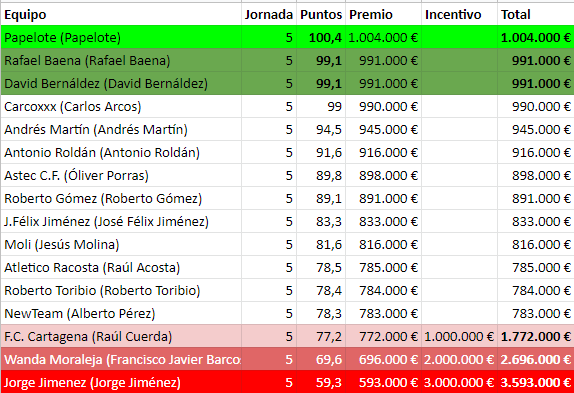 Equipo Jornada Puntos Premio Incentivo Total
Papelote (Papelote) 5 100,4 1.004.000 € 1.004.000 €
Rafael Baena (Rafael Baena) 5 99,1 991.000 € 991.000 €
David Bernáldez (David Bernáldez) 5 99,1 991.000 € 991.000 €
Carcoxxx (Carlos Arcos) 5 99 990.000 € 990.000 €
Andrés Martín (Andrés Martín) 5 94,5 945.000 € 945.000 €
Antonio Roldán (Antonio Roldán) 5 91,6 916.000 € 916.000 €
Astec C.F. (Óliver Porras) 5 89,8 898.000 € 898.000 €
Roberto Gómez (Roberto Gómez) 5 89,1 891.000 € 891.000 €
J.Félix Jiménez (José Félix Jiménez) 5 83,3 833.000 € 833.000 €
Moli (Jesús Molina) 5 81,6 816.000 € 816.000 €
Atletico Racosta (Raúl Acosta) 5 78,5 785.000 € 785.000 €
Roberto Toribio (Roberto Toribio) 5 78,4 784.000 € 784.000 €
NewTeam (Alberto Pérez) 5 78,3 783.000 € 783.000 €
F.C. Cartagena (Raúl Cuerda) 5 77,2 772.000 € 1.000.000 € 1.772.000 €
Wanda Moraleja (Francisco Javier Barco 5 69,6 696.000 € 2.000.000 € 2.696.000 €
Jorge Jimenez (Jorge Jiménez) 5 59,3 593.000 € 3.000.000 € 3.593.000 €